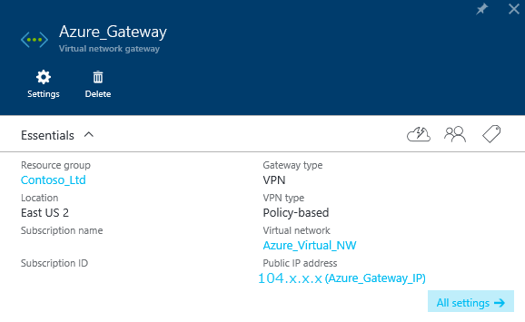 Azure_Gateway
Virtual network gateway
Settings
Delete
Essentials
Resource group
Contoso_Ltd
Location
East US 2
Subscription name
Subscription ID
Gateway type
VPN
VPN type
Policy-based
Virtual network
Azure_Virtual_NW
Public IP address
104.x.x.x (Azure_Gateway_IP)
All settings →